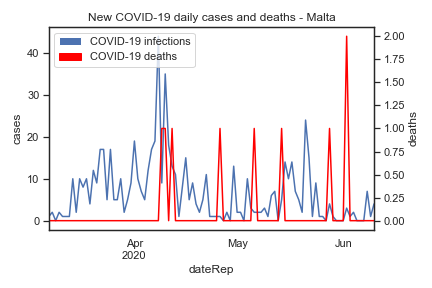 New COVID-19 daily cases and deaths - Malta
COVID-19 infections
COVID-19 deaths
40
30
20
10
0
cases
2.00
1.75
1.50
1.25
1.00
0.75
0.50
0.25
0.00
deaths
Apr
2020
May
Jun
dateRep